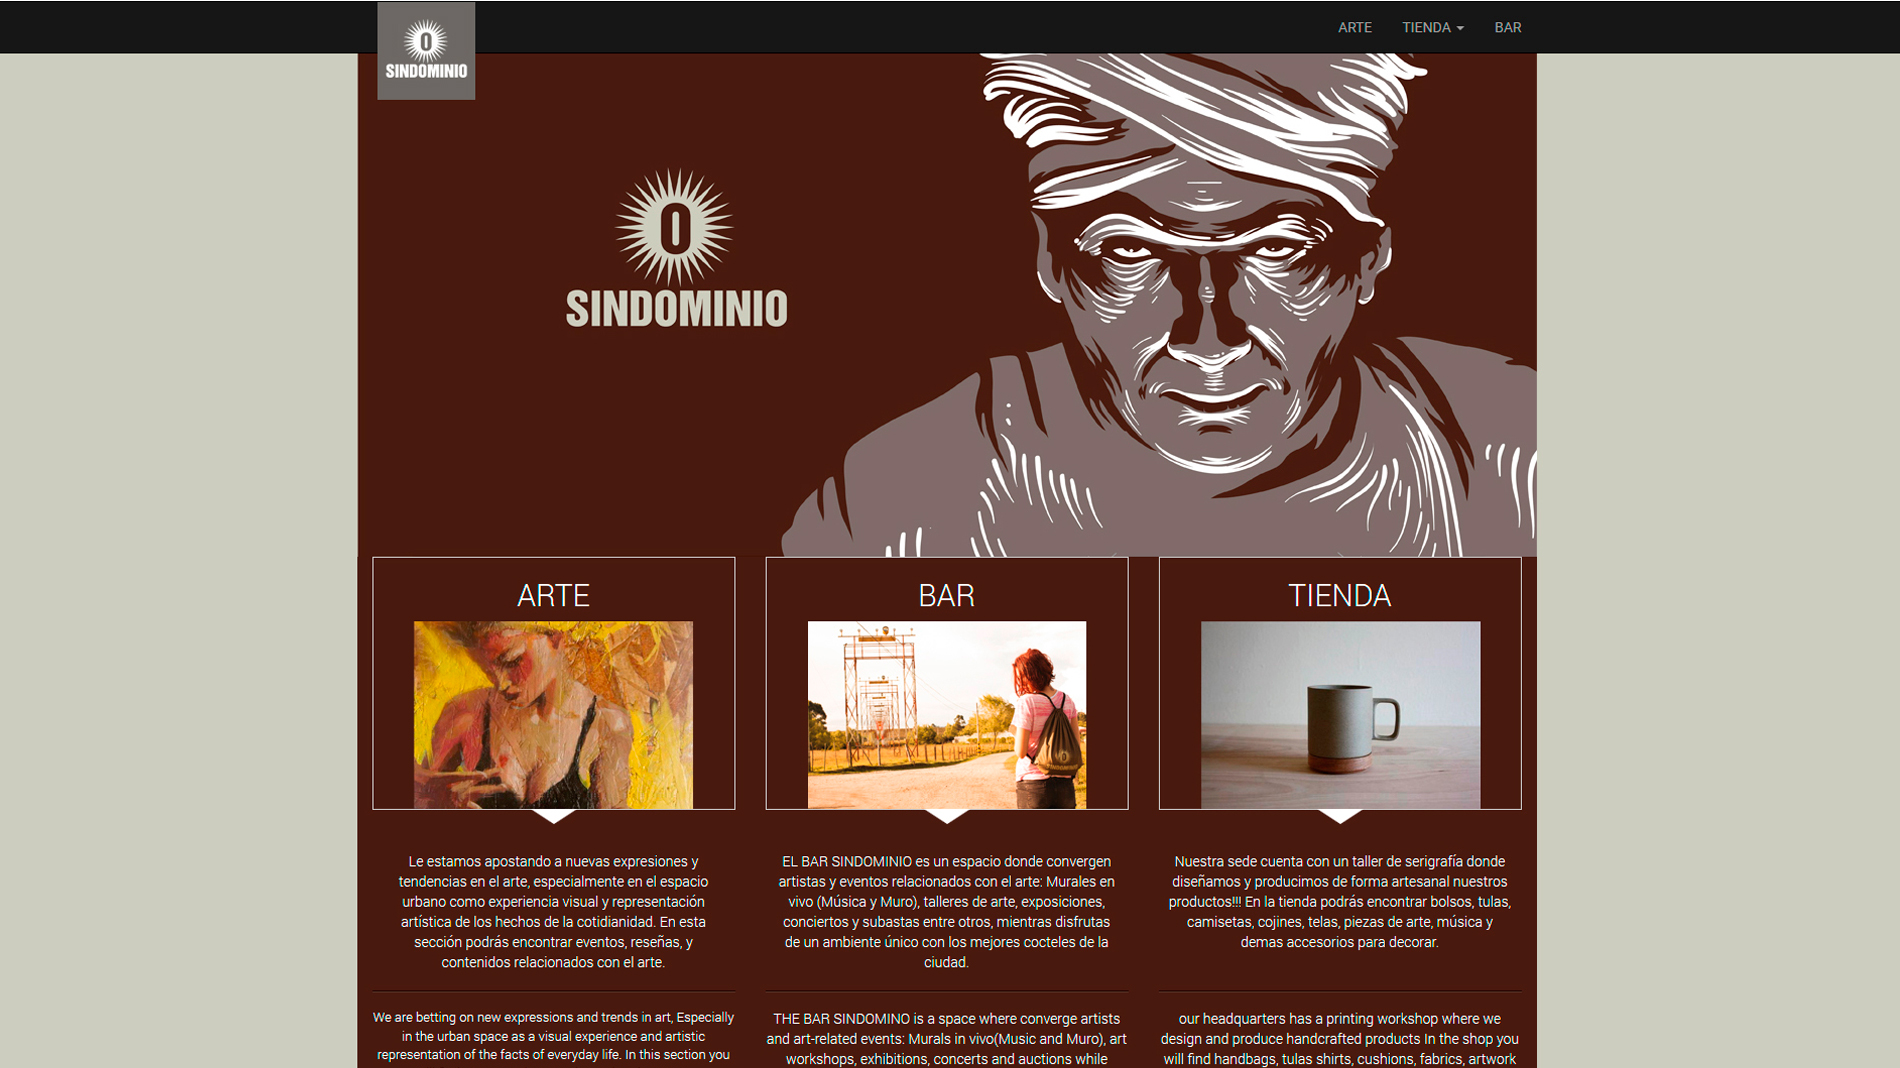 O
SINDOMINIO
ARTE
TIENDA
BAR
O
SINDOMINIO
ARTE
Le estamos apostando a nuevas expresiones y
tendencias en el arte, especialmente en el espacio
urbano como experiencia visual y representación
artística de los hechos de la cotidianidad. En esta
sección podrás encontrar eventos, reseñas, y
contenidos relacionados con el arte.
We are betting on new expressions and trends in art, Especially
in the urban space as a visual experience and artistic
representation of the facts of everyday life. In this section you
BAR
EL BAR SINDOMINIO es un espacio donde convergen
artistas y eventos relacionados con el arte: Murales en
vivo (Música y Muro), talleres de arte, exposiciones,
conciertos y subastas entre otros, mientras disfrutas
de un ambiente único con los mejores cocteles de la
ciudad.
THE BAR SINDOMINO is a space where converge artists
and art-related events: Murals in vivo(Music and Muro), art
workshops, exhibitions, concerts and auctions while
TIENDA
Nuestra sede cuenta con un taller de serigrafía donde
diseñamos y producimos de forma artesanal nuestros
productos!!! En la tienda podrás encontrar bolsos, tulas,
camisetas, cojines, telas, piezas de arte, música y
demas accesorios para decorar.
our headquarters has a printing workshop where we
design and produce handcrafted products In the shop you
will find handbags, tulas shirts, cushions, fabrics, artwork